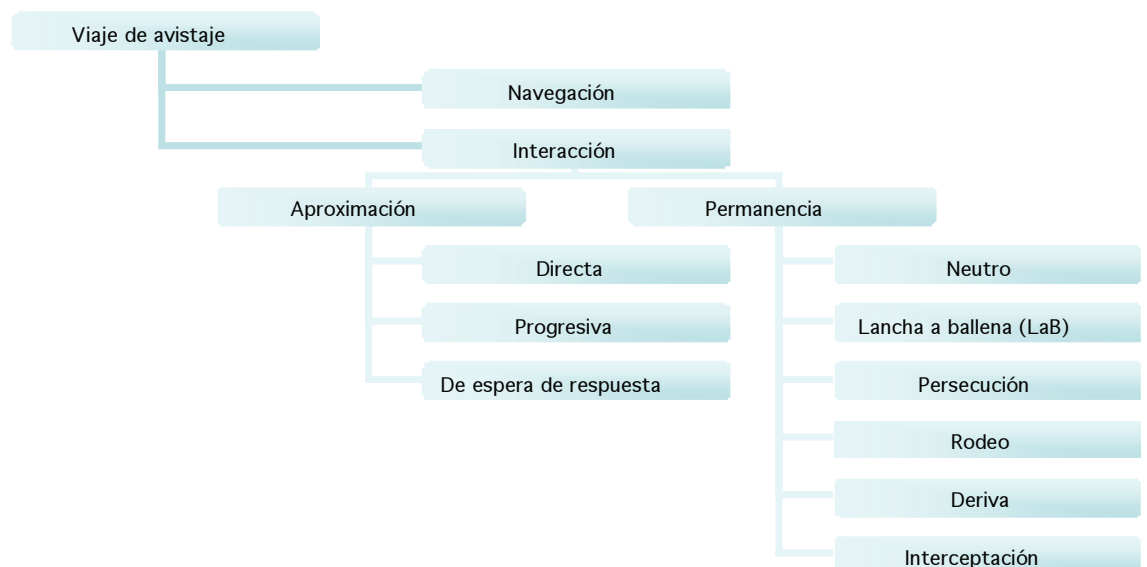 Viaje de avistaje
Navegación
Interacción
Aproximación
Permanencia
Directa
Progresiva
De espera de respuesta
Neutro
Lancha a ballena (LaB)
Persecución
Rodeo
Deriva
Interceptación